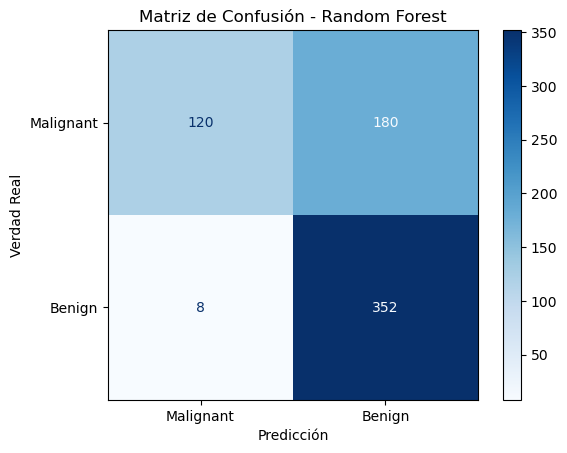 Matriz de Confusión - Random Forest
Verdad Real
Malignant
120
180
Benign
8
352
Malignant
Benign
Predicción
350
300
250
200
150
100
50